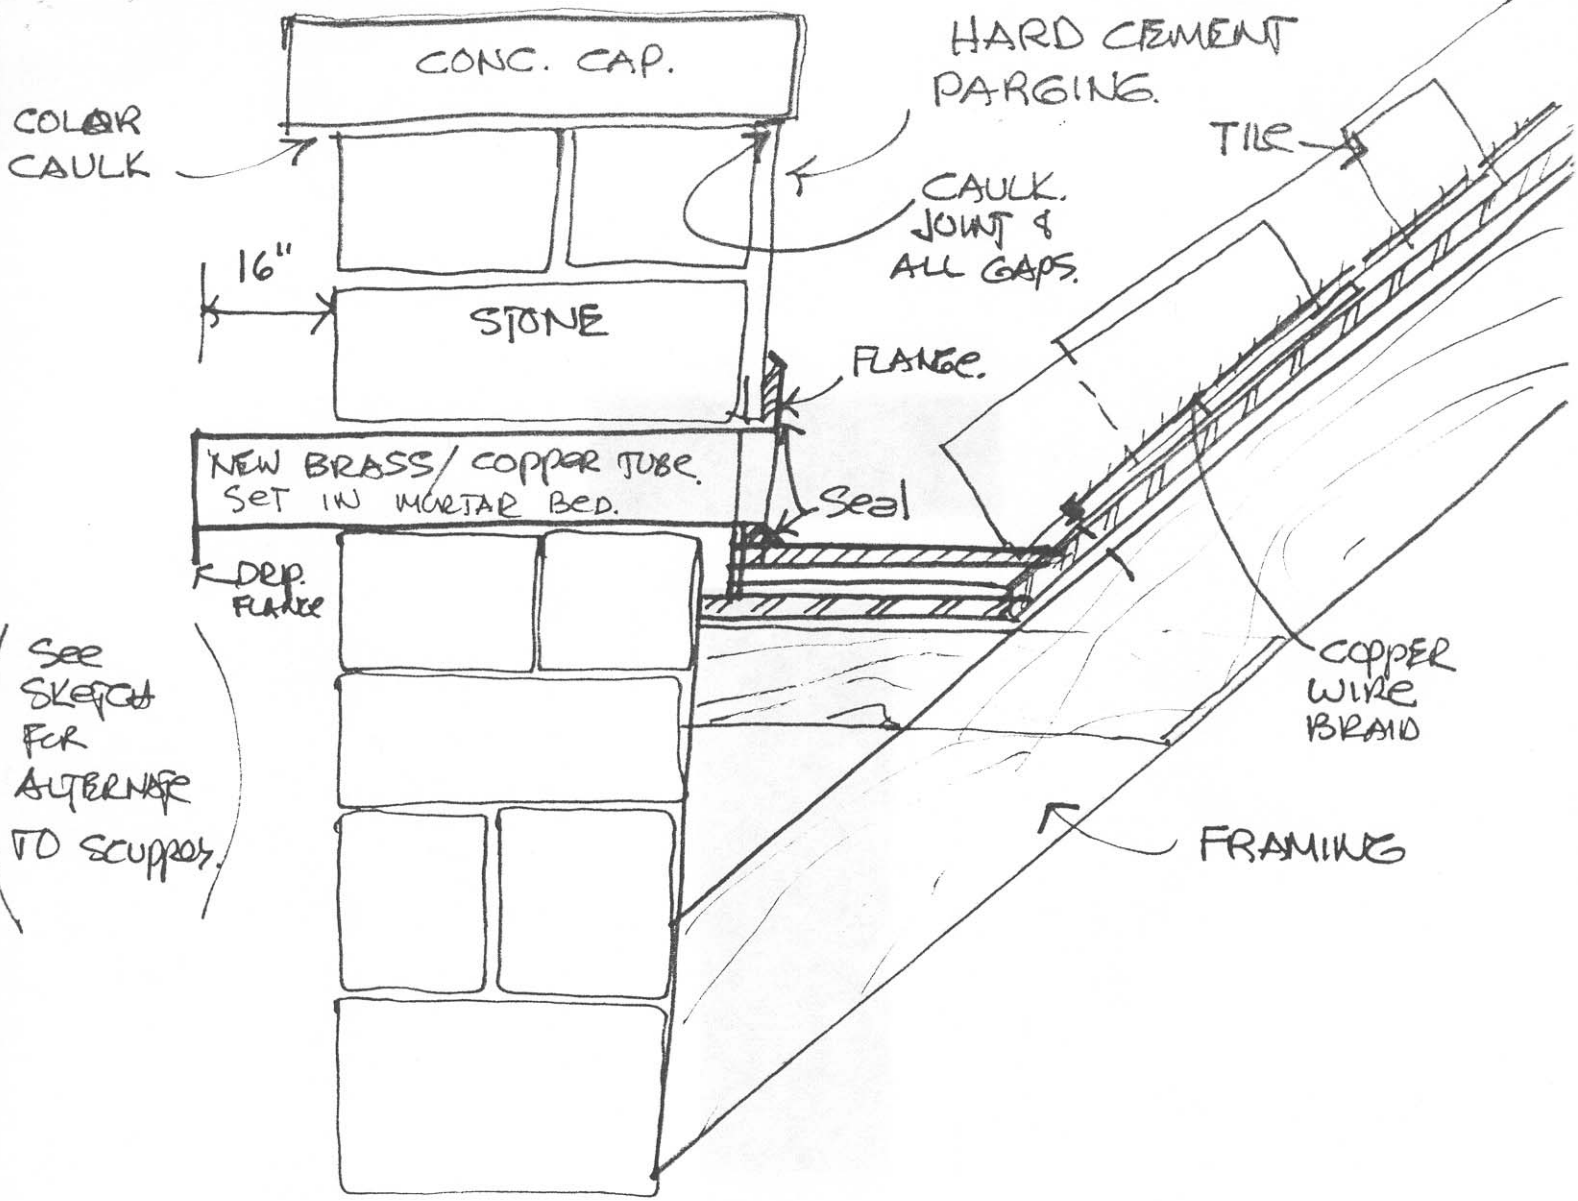 CONC. CAP.
HARD CEMENT
PARGING.
COLOR
CAULK
TILE
CAULK.
JOINT &
ALL GAPS.
16"
STONE
FLANGE.
NEW BRASS/COPPER TUBE.
SET IN MORTAR BED.
Seal
DRIP.
FLANGE
See
SKETCH
FOR
ALTERNATE
TO SCUPPER.
COPPER
WIRE
BRAID
FRAMING